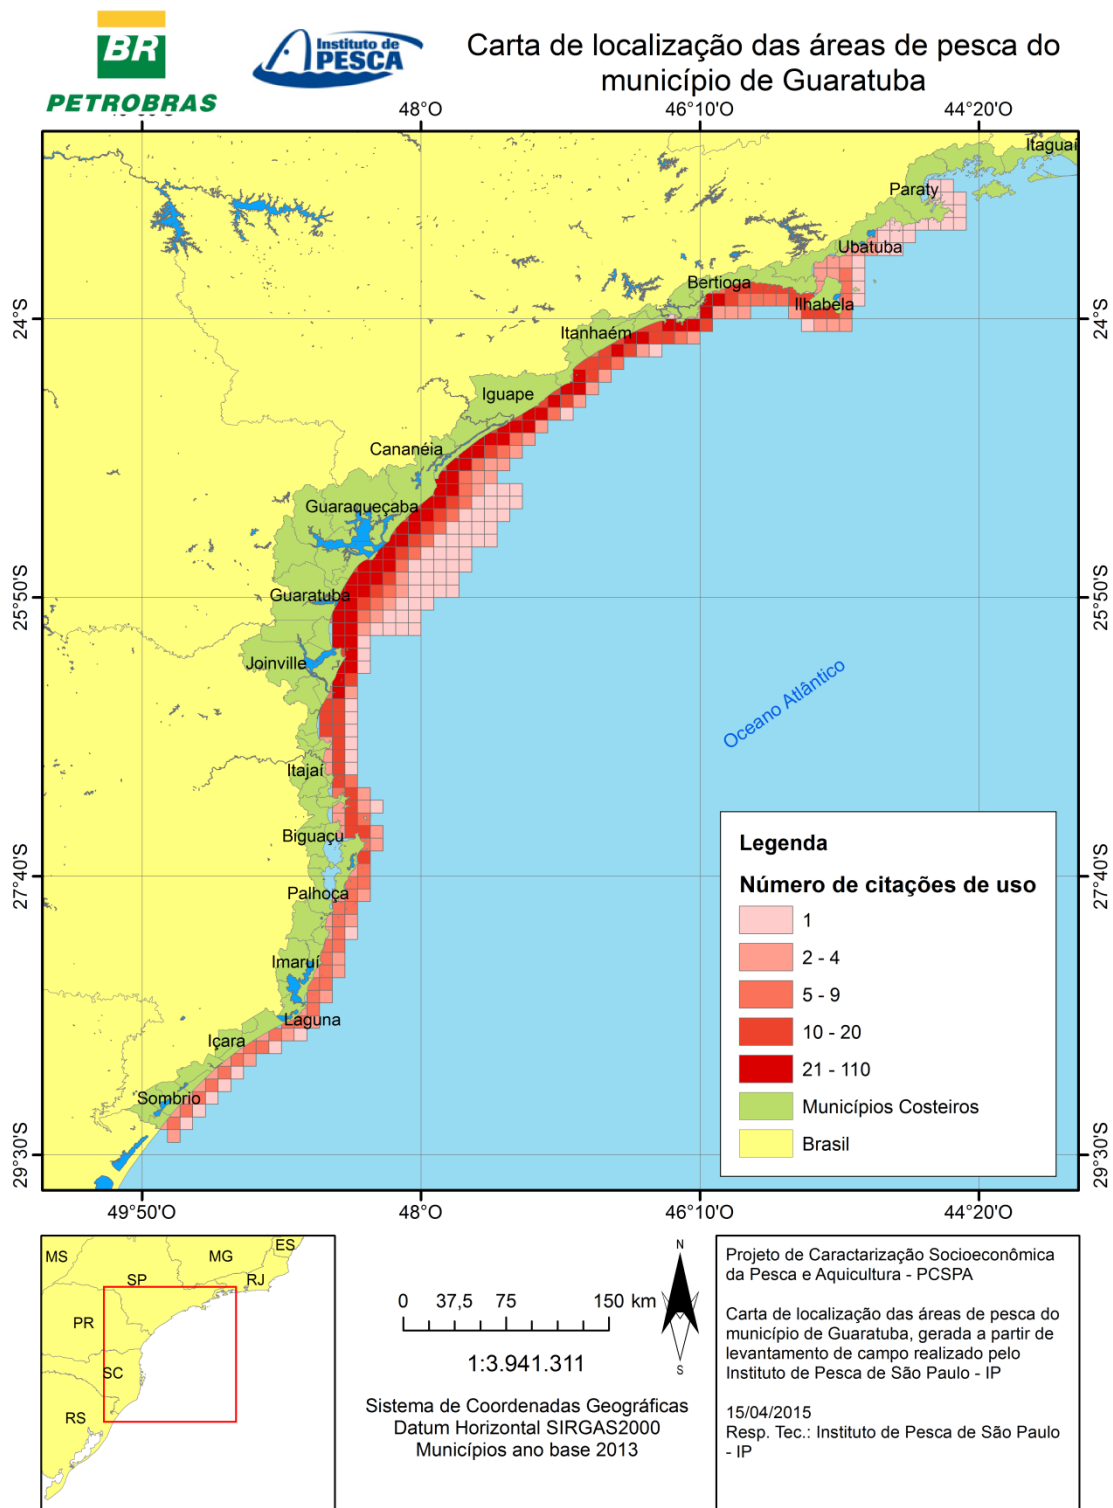 BR
PETROBRAS
Instituto de
PESCA
Carta de localização das áreas de pesca do
município de Guaratuba
48°O
46°10'O
44°20'O
Itaguaí
Paraty
Ubatuba
Bertioga
Ilhabela
24°S
24°S
Itanhaém
Iguape
Cananéia
Guaraqueçaba
25°50'S
25°50'S
Guaratuba
Joinville
Oceano Atlântico
Itajaí
Biguaçu
27°40'S
27°40'S
Palhoça
Imaruí
Laguna
Içara
Sombrio
29°30'S
29°30'S
Legenda
Número de citações de uso
1
2 - 4
5 - 9
10 - 20
21 - 110
Municípios Costeiros
Brasil
49°50'O
48°O
46°10'O
44°20'O
MS
MG
ES
SP
RJ
PR
SC
RS
0 37,5 75 150 km
1:3.941.311
Sistema de Coordenadas Geográficas
Datum Horizontal SIRGAS2000
Municípios ano base 2013
N
S
Projeto de Caractarização Socioeconômica
da Pesca e Aquicultura - PCSPA
Carta de localização das áreas de pesca do
município de Guaratuba, gerada a partir de
levantamento de campo realizado pelo
Instituto de Pesca de São Paulo - IP
15/04/2015
Resp. Tec.: Instituto de Pesca de São Paulo
- IP